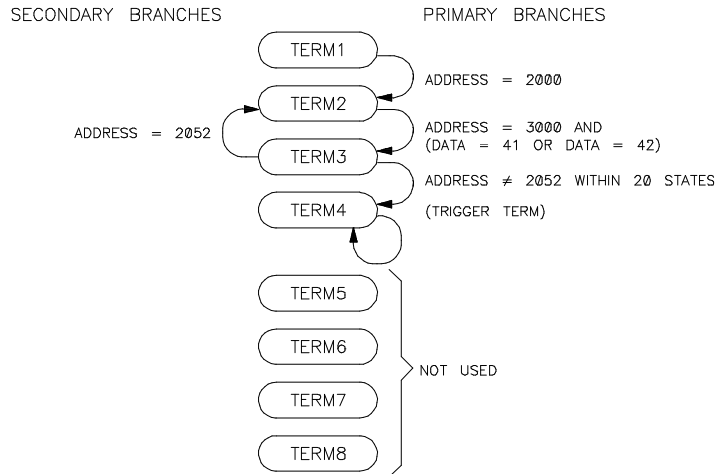 SECONDARY BRANCHES
PRIMARY BRANCHES
TERM1
ADDRESS = 2000
TERM2
ADDRESS = 2052
ADDRESS = 3000 AND
(DATA = 41 OR DATA = 42)
TERM3
ADDRESS ≠ 2052 WITHIN 20 STATES
TERM4
(TRIGGER TERM)
TERM5
TERM6
NOT USED
TERM7
TERM8